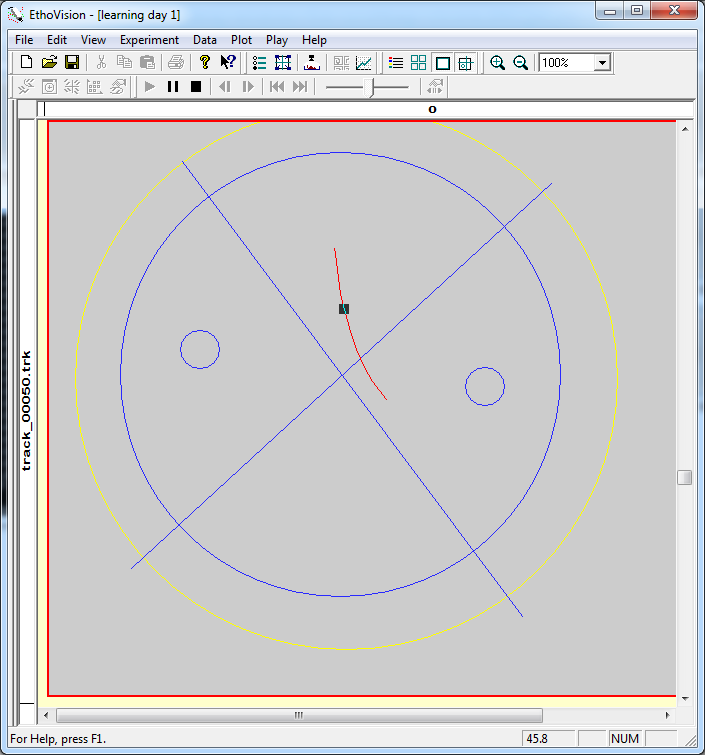 EthoVision - [learning day 1]
File Edit View Experiment Data Plot Play Help
100%
o
track_00050.trk
For Help, press F1.
45.8
NUM